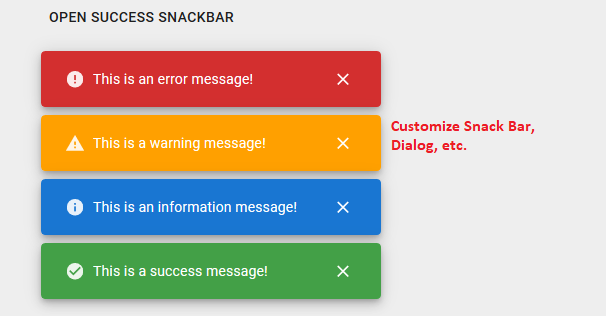 OPEN SUCCESS SNACKBAR
This is an error message!
This is a warning message!
Customize Snack Bar,
Dialog, etc.
This is an information message!
This is a success message!